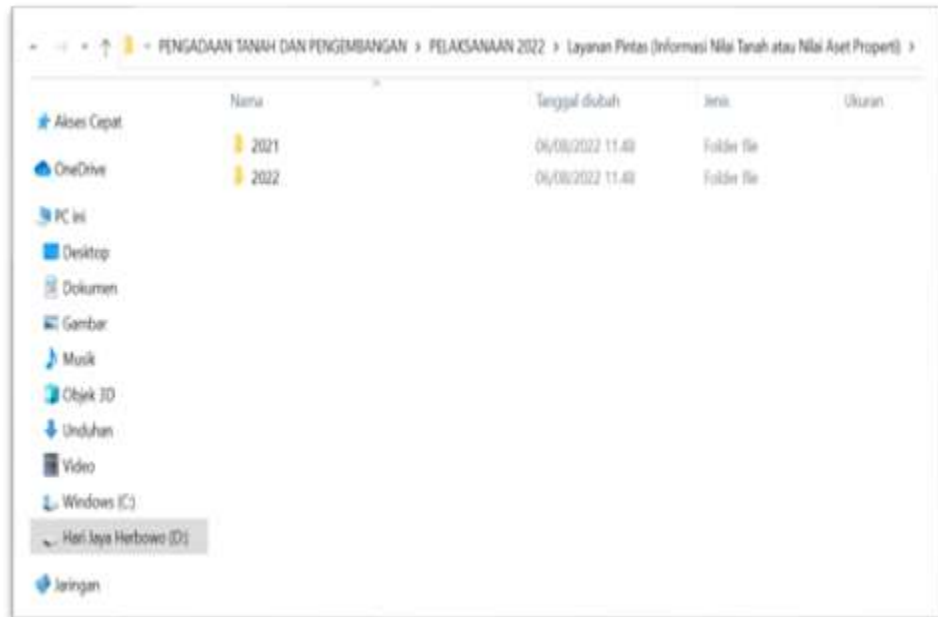 PENGADAAN TANAH DAN PENGEMBANGAN › PELAKSANAAN 2022 › Layanan Pintas (Informasi Nilai Tanah atau Nilai Aset Properti) ›
Nama Tanggal diubah Jenis Ukuran
Akses Cepat
2021 06/08/2022 11.48 Folder file
OneDrive
2022 06/08/2022 11.48 Folder file
PC ini
Desktop
Dokumen
Gambar
Musik
Objek 3D
Unduhan
Video
Windows (C:)
Hari Jaya Herbowo (D:)
Jaringan